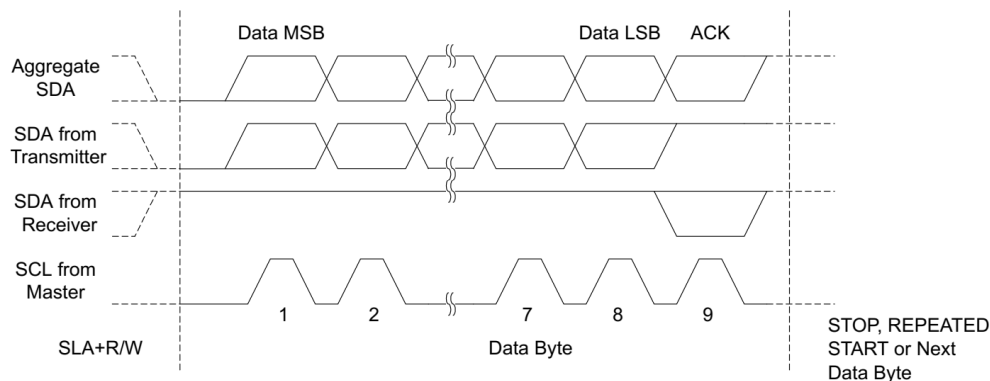 Data MSB
Data LSB
ACK
Aggregate
SDA
SDA from
Transmitter
SDA from
Receiver
SCL from
Master
1
2
7
8
9
SLA+R/W
Data Byte
STOP, REPEATED
START or Next
Data Byte